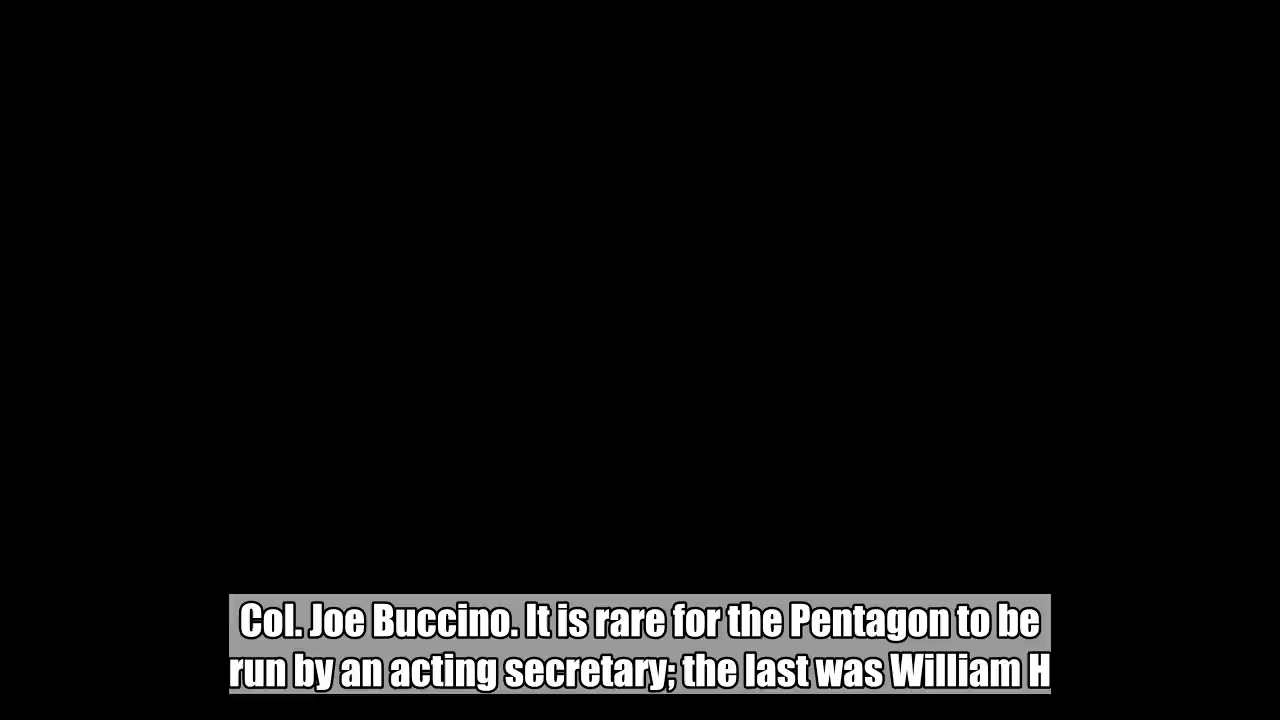 Col. Joe Buccino. It is rare for the Pentagon to be
run by an acting secretary; the last was William H